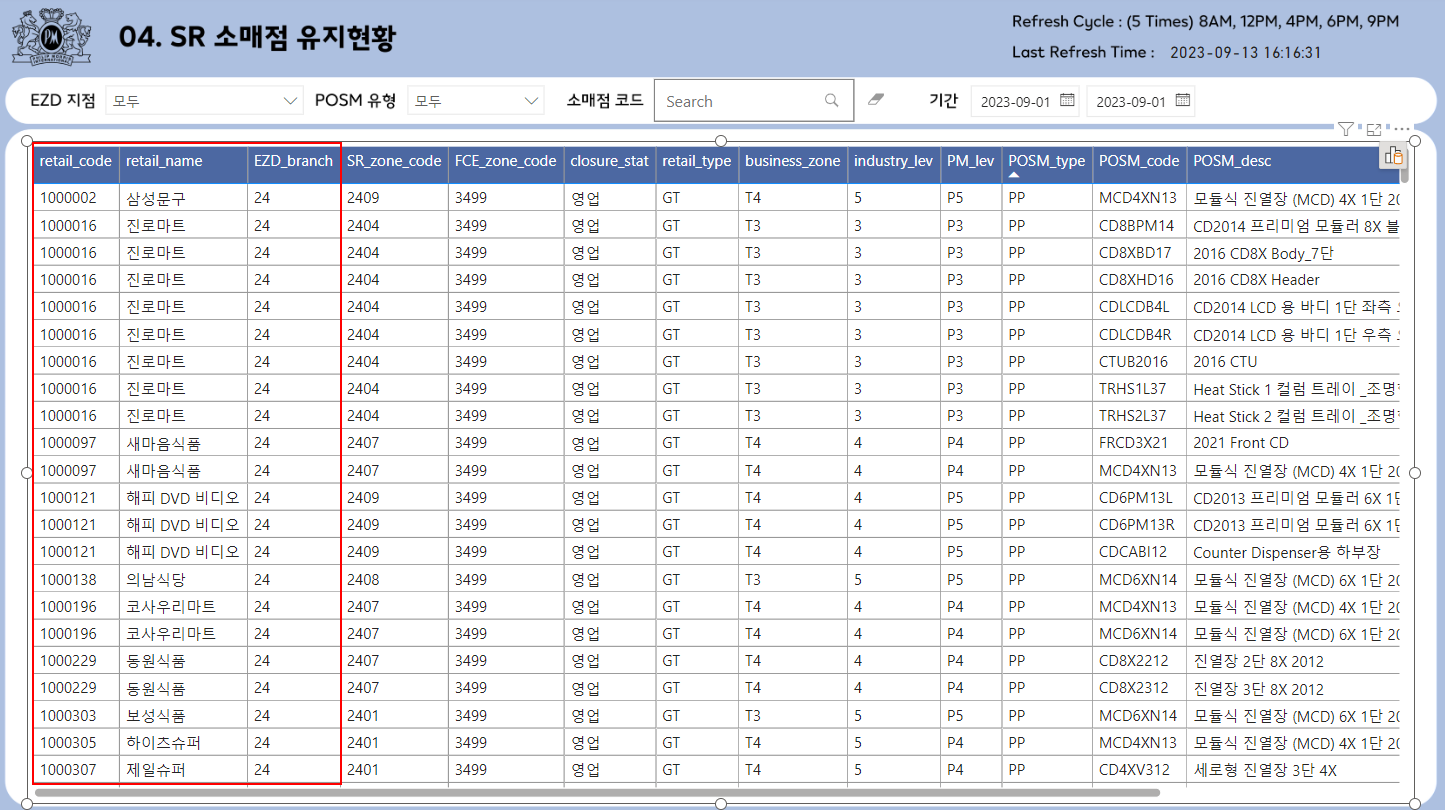 04. SR 소매점 유지현황
Refresh Cycle : (5 Times) 8AM, 12PM, 4PM, 6PM, 9PM
Last Refresh Time : 2023-09-13 16:16:31
EZD 지점 모두 POSM 유형 모두 소매점 코드 Search 기간 2023-09-01 2023-09-01
retail_code retail_name EZD_branch SR_zone_code FCE_zone_code closure_stat retail_type business_zone industry_lev PM_lev POSM_type POSM_code POSM_desc
1000002 삼성문구 24 2409 3499 영업 GT T4 5 P5 PP MCD4XN13 모듈식 진열장 (MCD) 4X 1단 20
1000016 진로마트 24 2404 3499 영업 GT T3 3 P3 PP CD8BPM14 CD2014 프리미엄 모듈러 8X 블
1000016 진로마트 24 2404 3499 영업 GT T3 3 P3 PP CD8XBD17 2016 CD8X Body_7단
1000016 진로마트 24 2404 3499 영업 GT T3 3 P3 PP CD8XHD16 2016 CD8X Header
1000016 진로마트 24 2404 3499 영업 GT T3 3 P3 PP CDLCDB4L CD2014 LCD 용 바디 1단 좌측
1000016 진로마트 24 2404 3499 영업 GT T3 3 P3 PP CDLCDB4R CD2014 LCD 용 바디 1단 우측
1000016 진로마트 24 2404 3499 영업 GT T3 3 P3 PP CTUB2016 2016 CTU
1000016 진로마트 24 2404 3499 영업 GT T3 3 P3 PP TRHS1L37 Heat Stick 1 컬럼 트레이 _조명
1000016 진로마트 24 2404 3499 영업 GT T3 3 P3 PP TRHS2L37 Heat Stick 2 컬럼 트레이 _조명
1000097 새마음식품 24 2407 3499 영업 GT T4 4 P4 PP FRCD3X21 2021 Front CD
1000097 새마음식품 24 2407 3499 영업 GT T4 4 P4 PP MCD4XN13 모듈식 진열장 (MCD) 4X 1단 20
1000121 해피 DVD 비디오 24 2409 3499 영업 GT T4 4 P5 PP CD6PM13L CD2013 프리미엄 모듈러 6X 1단
1000121 해피 DVD 비디오 24 2409 3499 영업 GT T4 4 P5 PP CD6PM13R CD2013 프리미엄 모듈러 6X 1단
1000121 해피 DVD 비디오 24 2409 3499 영업 GT T4 4 P5 PP CDCABI12 Counter Dispenser용 하부장
1000138 의남식당 24 2408 3499 영업 GT T3 5 P5 PP MCD6XN14 모듈식 진열장 (MCD) 6X 1단 20
1000196 코사우리마트 24 2407 3499 영업 GT T4 4 P4 PP MCD4XN13 모듈식 진열장 (MCD) 4X 1단 20
1000196 코사우리마트 24 2407 3499 영업 GT T4 4 P4 PP MCD6XN14 모듈식 진열장 (MCD) 6X 1단 20
1000229 동원식품 24 2407 3499 영업 GT T4 4 P4 PP CD8X2212 진열장 2단 8X 2012
1000229 동원식품 24 2407 3499 영업 GT T4 4 P4 PP CD8X2312 진열장 3단 8X 2012
1000303 보성식품 24 2401 3499 영업 GT T3 5 P5 PP MCD6XN14 모듈식 진열장 (MCD) 6X 1단 20
1000305 하이츠슈퍼 24 2401 3499 영업 GT T4 5 P4 PP MCD4XN13 모듈식 진열장 (MCD) 4X 1단 20
1000307 제일슈퍼 24 2401 3499 영업 GT T4 5 P4 PP CD4XV312 세로형 진열장 3단 4X